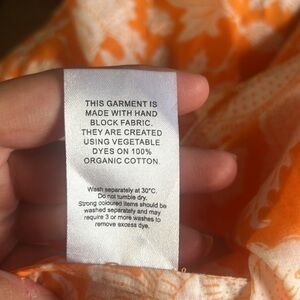 THIS GARMENT IS
MADE WITH HAND
BLOCK FABRIC.
THEY ARE CREATED
USING VEGETABLE
DYES ON 100%
ORGANIC COTTON.
Wash separately at 30°C.
Do not tumble dry.
Strong coloured items should be
washed separately and may
require 3 or more washes to
remove excess dye.